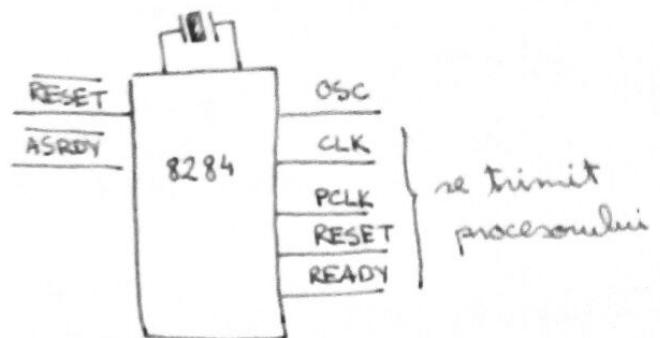 RESET
OSC
ASRDY
CLK
8284
PCLK
RESET
READY
se trimit
procesorului